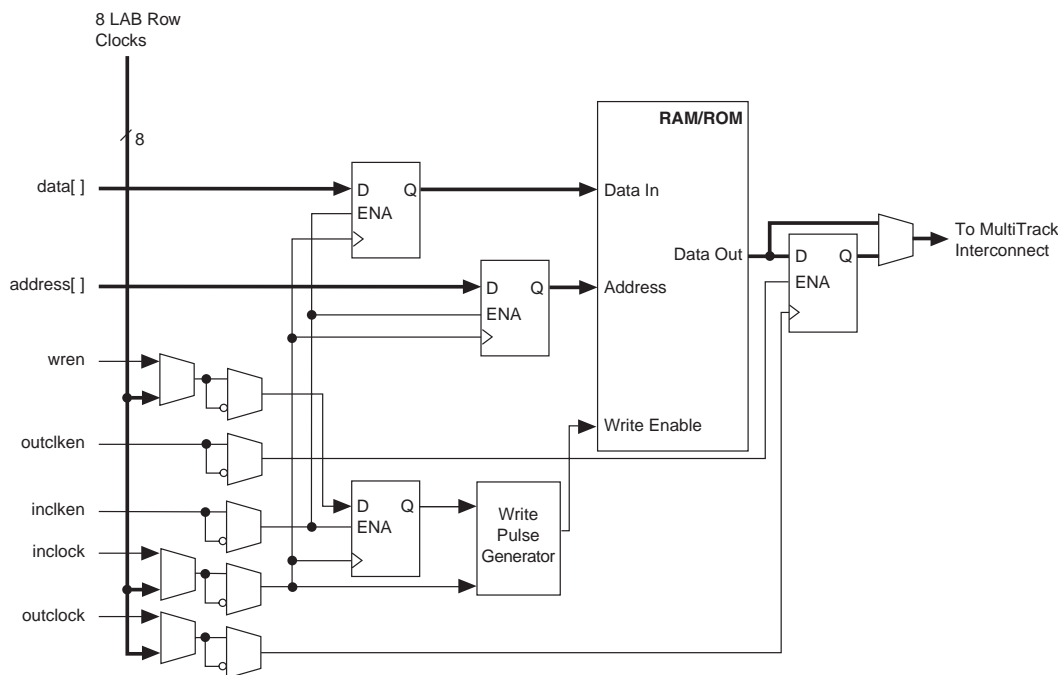 8 LAB Row
Clocks
8
RAM/ROM
data[ ]
D Q
ENA
Data In
address[ ]
D Q
ENA
Address
Data Out
D Q
ENA
To MultiTrack
Interconnect
wren
Write Enable
outclken
inclken
D Q
ENA
Write
Pulse
Generator
inclock
outclock